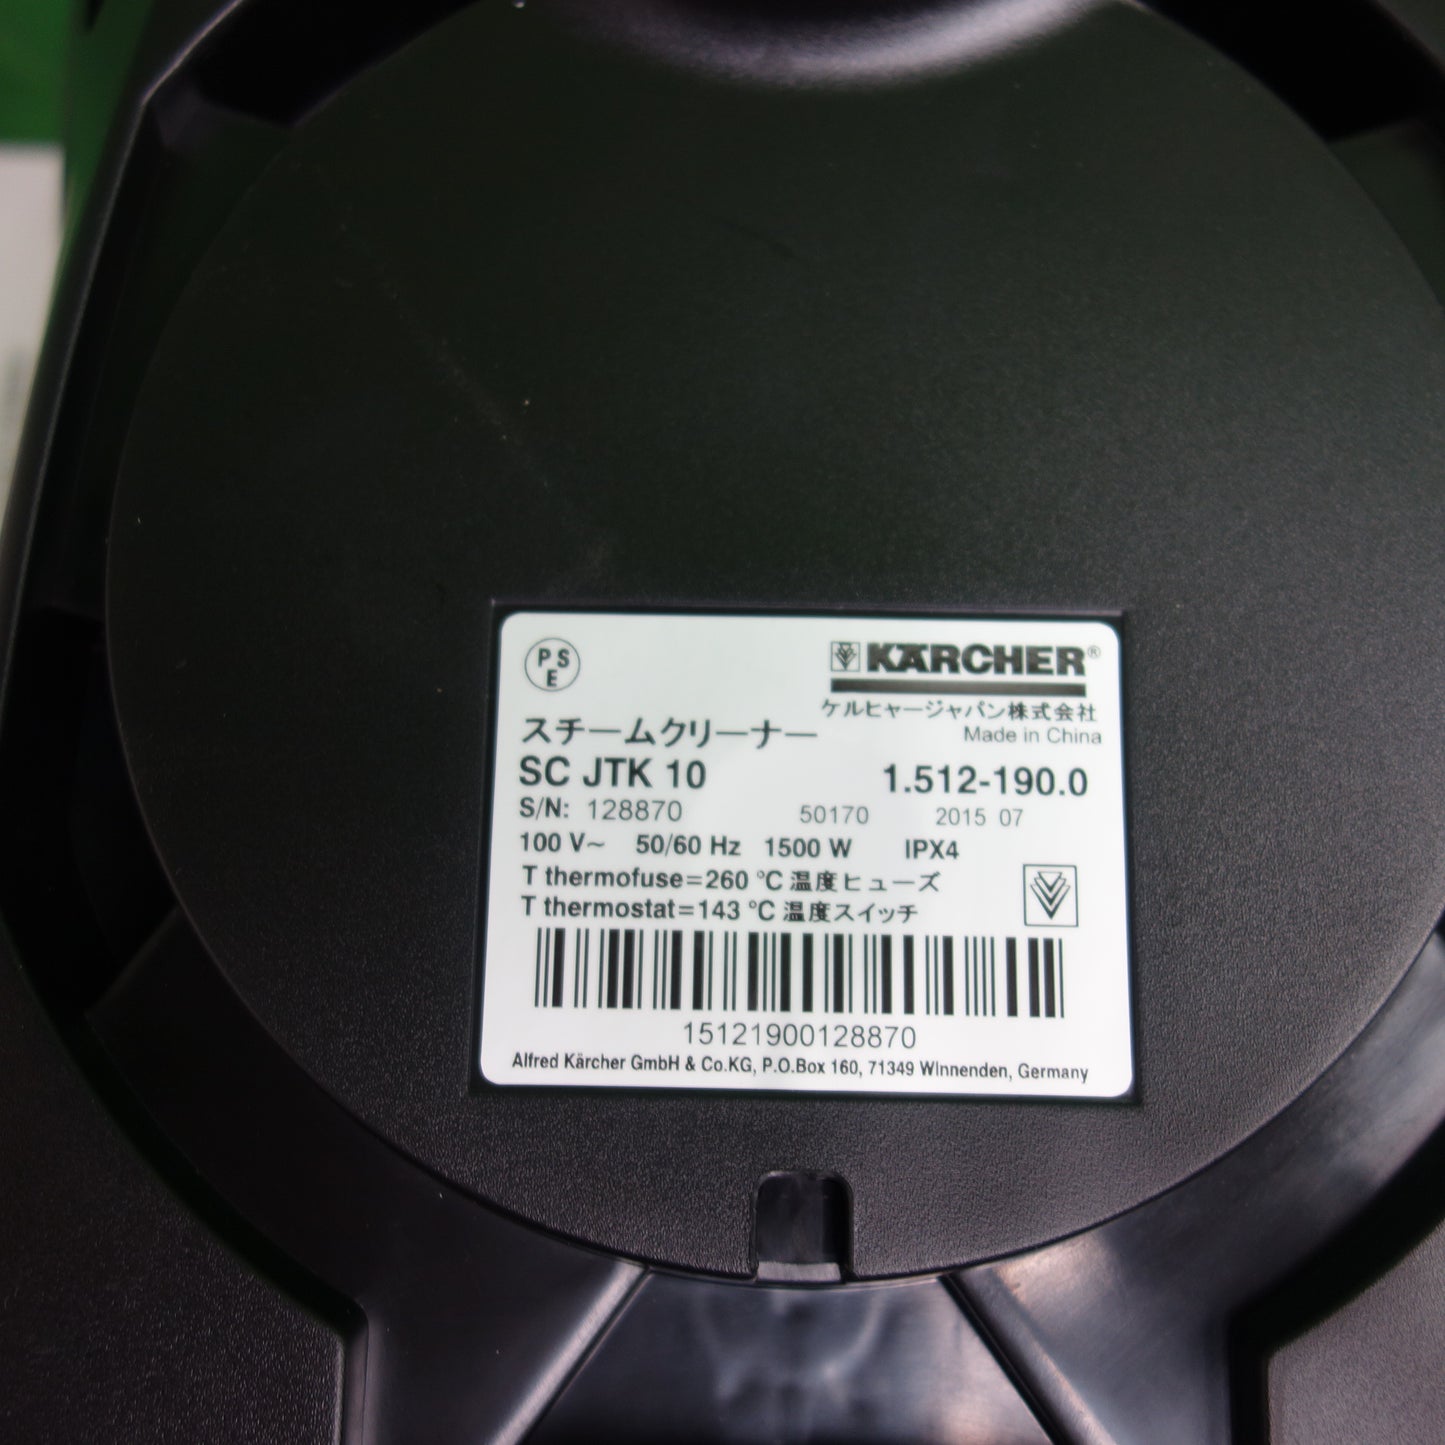 PSE
KÄRCHER®
ケルヒャージャパン株式会社
スチームクリーナー
Made in China
SC JTK 10 1.512-190.0
S/N: 128870 50170 2015 07
100 V~ 50/60 Hz 1500 W IPX4
T thermofuse=260 °C 温度ヒューズ
T thermostat=143 °C 温度スイッチ
15121900128870
Alfred Kärcher GmbH & Co.KG, P.O.Box 160, 71349 Winnenden, Germany